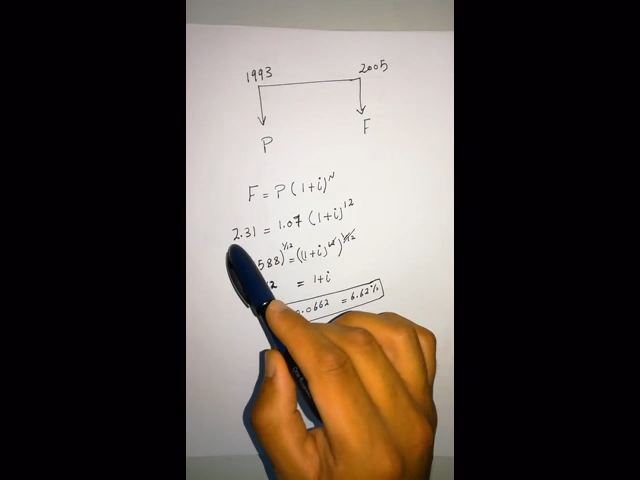 1993 2005
P F
F = P (1+i)^N
2.31 = 1.07 (1+i)^12
588)^1/12 = ((1+i)^12)^1/12
2 = 1+i
0.0662 = 6.62%